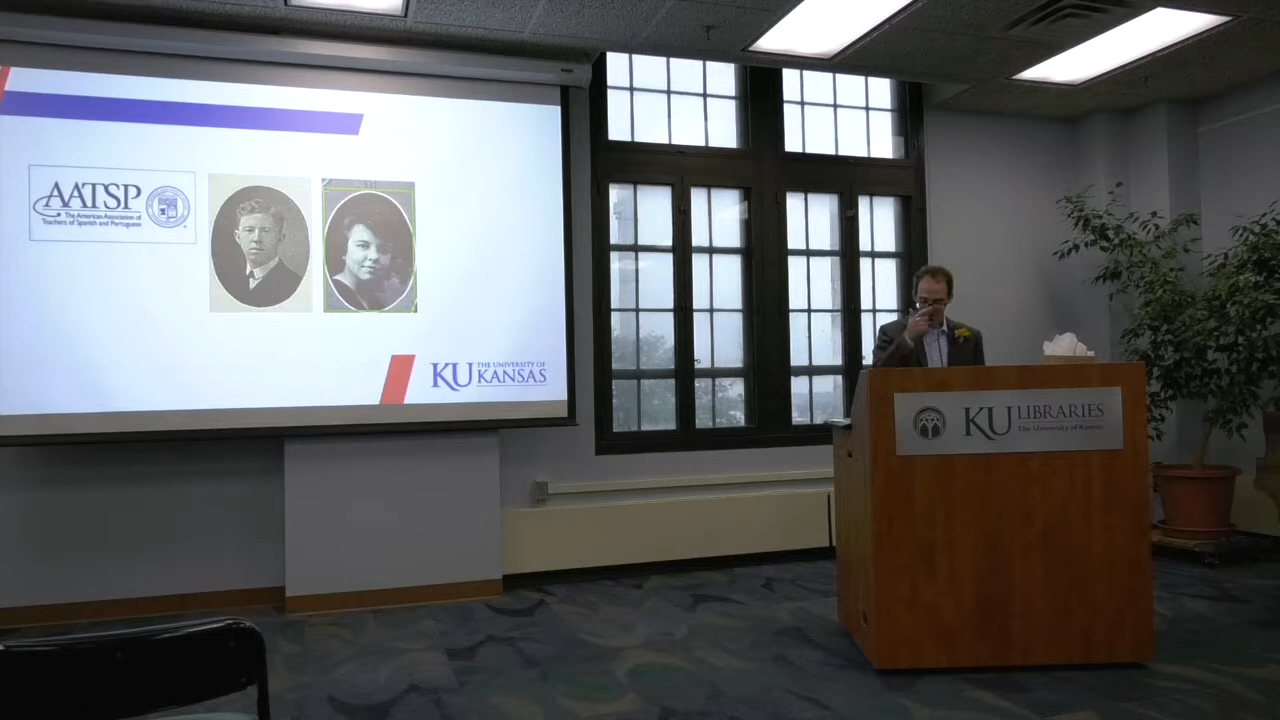 AATSP
The American Association of
Teachers of Spanish and Portuguese
KU THE UNIVERSITY OF
KANSAS
KU LIBRARIES
The University of Kansas